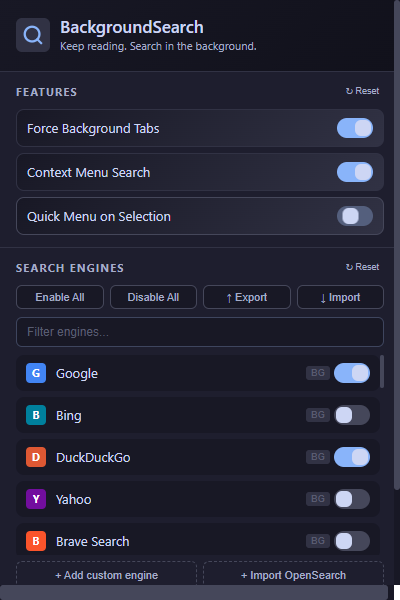 BackgroundSearch
Keep reading. Search in the background.
FEATURES ↻ Reset
Force Background Tabs
Context Menu Search
Quick Menu on Selection
SEARCH ENGINES ↻ Reset
Enable All Disable All ↑ Export ↓ Import
Filter engines...
G Google BG
B Bing BG
D DuckDuckGo BG
Y Yahoo BG
B Brave Search BG
+ Add custom engine + Import OpenSearch